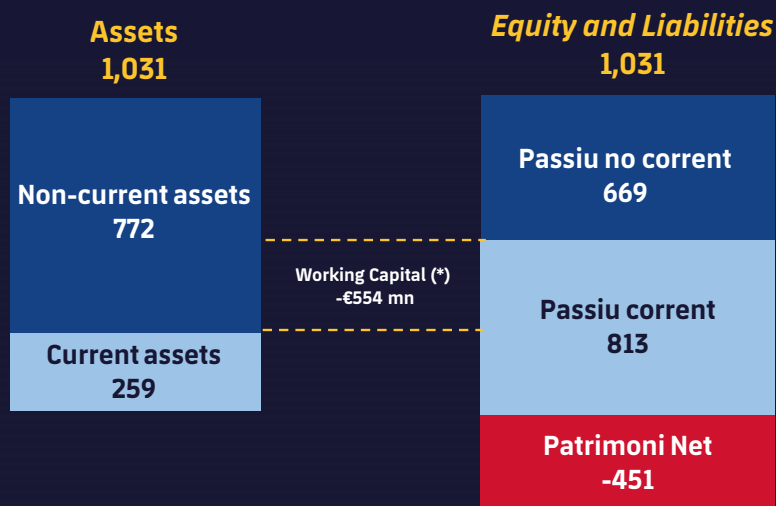 Assets
1,031
Non-current assets
772
Current assets
259
Working Capital (*)
-€554 mn
Equity and Liabilities
1,031
Passiu no corrent
669
Passiu corrent
813
Patrimoni Net
-451